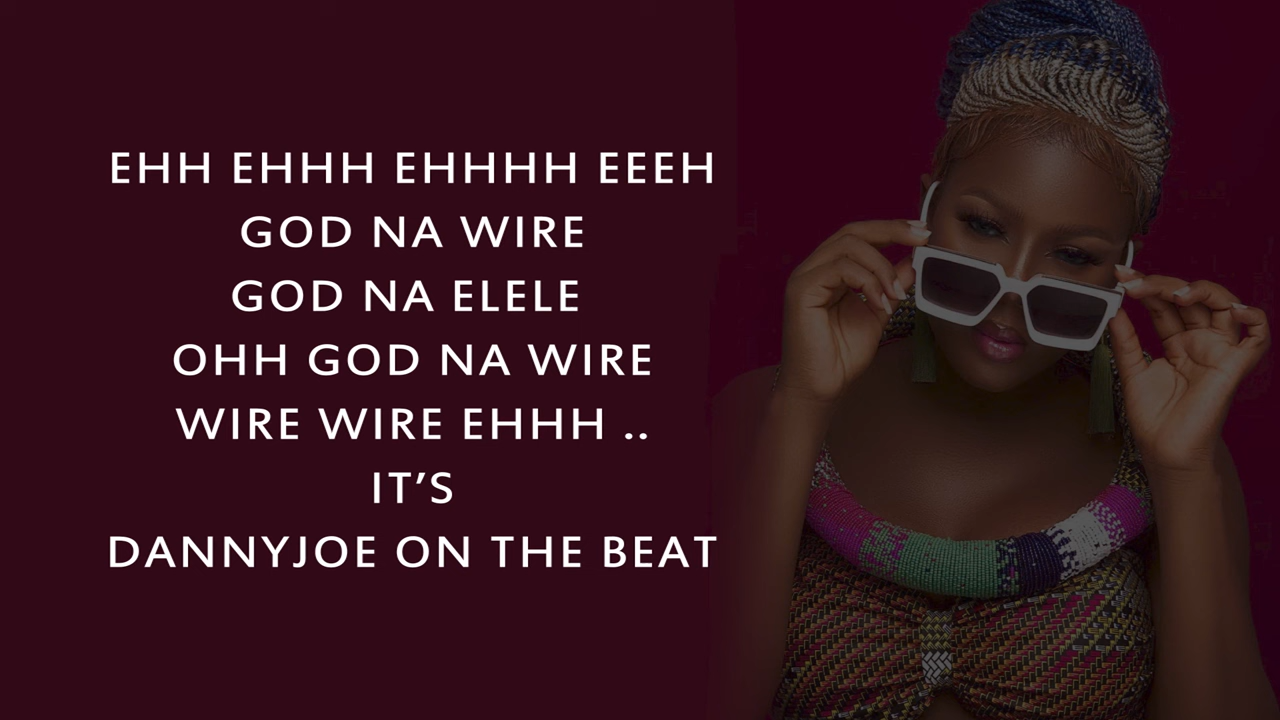 EHH EHHH EHHHH EEEH
GOD NA WIRE
GOD NA ELELE
OHH GOD NA WIRE
WIRE WIRE EHHH ..
IT’S
DANNYJOE ON THE BEAT